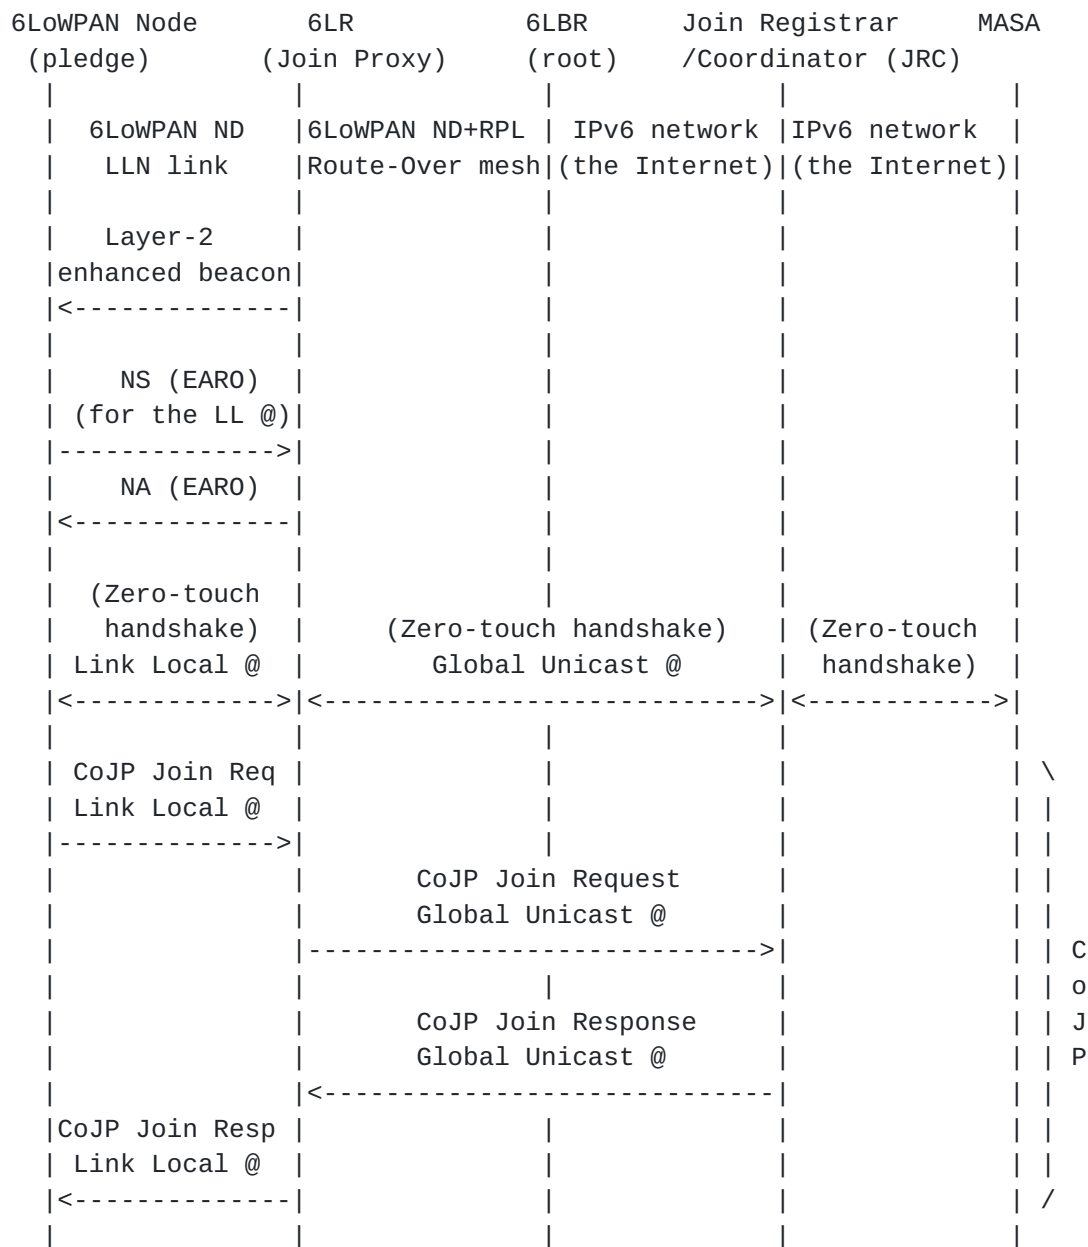 6LoWPAN Node       6LR           6LBR      Join Registrar     MASA
 (pledge)       (Join Proxy)     (root)    /Coordinator (JRC)
  |               |               |              |              |
  |  6LoWPAN ND   |6LoWPAN ND+RPL | IPv6 network |IPv6 network  |
  |   LLN link    |Route-Over mesh|(the Internet)|(the Internet)|
  |               |               |              |              |
  |   Layer-2     |               |              |              |
  |enhanced beacon|               |              |              |
  |<--------------|               |              |              |
  |               |               |              |              |
  |    NS (EARO)  |               |              |              |
  | (for the LL @)|               |              |              |
  |-------------->|               |              |              |
  |    NA (EARO)  |               |              |              |
  |<--------------|               |              |              |
  |               |               |              |              |
  |  (Zero-touch  |               |              |              |
  |   handshake)  |     (Zero-touch handshake)   | (Zero-touch  |
  | Link Local @  |        Global Unicast @      |  handshake)  |
  |<------------->|<---------------------------->|<------------>|
  |               |               |              |              |
  | CoJP Join Req |               |              |              | \
  | Link Local @  |               |              |              | |
  |-------------->|               |              |              | |
  |               |       CoJP Join Request      |              | |
  |               |       Global Unicast @       |              | |
  |               |----------------------------->|              | | C
  |               |               |              |              | | o
  |               |       CoJP Join Response     |              | | J
  |               |       Global Unicast @       |              | | P
  |               |<-----------------------------|              | |
  |CoJP Join Resp |               |              |              | |
  | Link Local @  |               |              |              | |
  |<--------------|               |              |              | /
  |               |               |              |              |